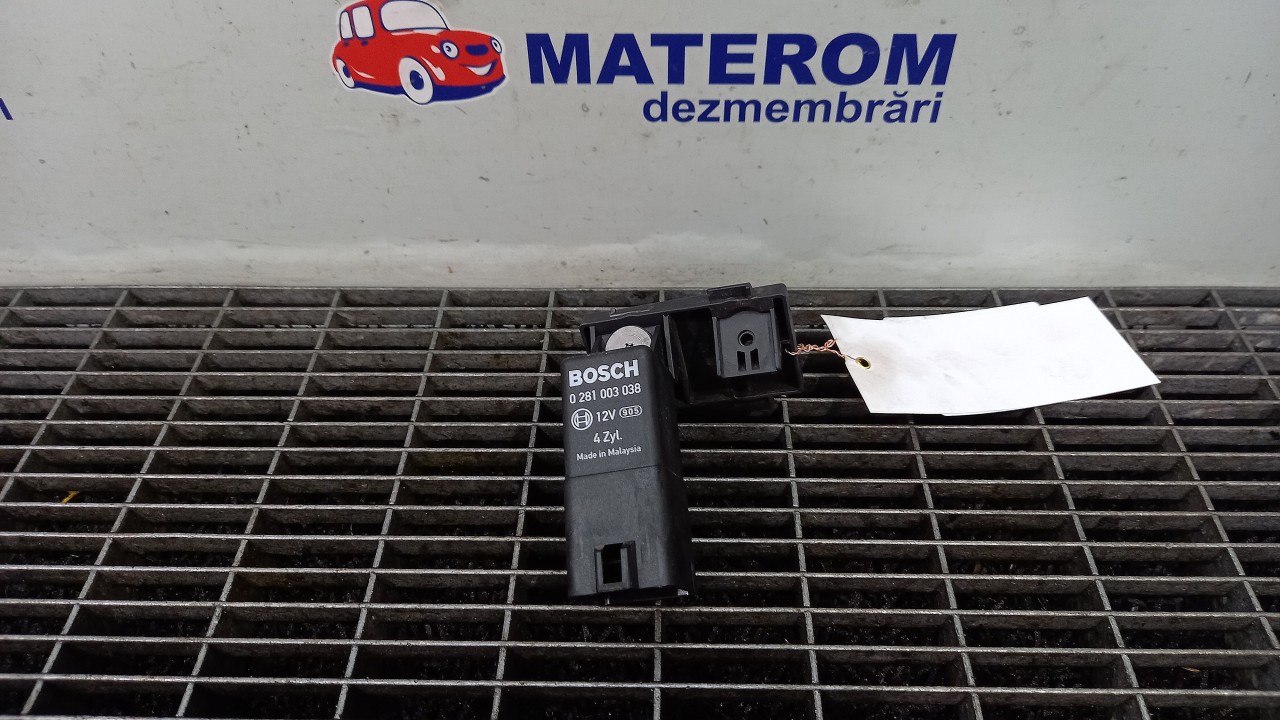 MATEROM
dezmembrări
BOSCH
0 281 003 038
12V 905
4 Zyl.
Made in Malaysia